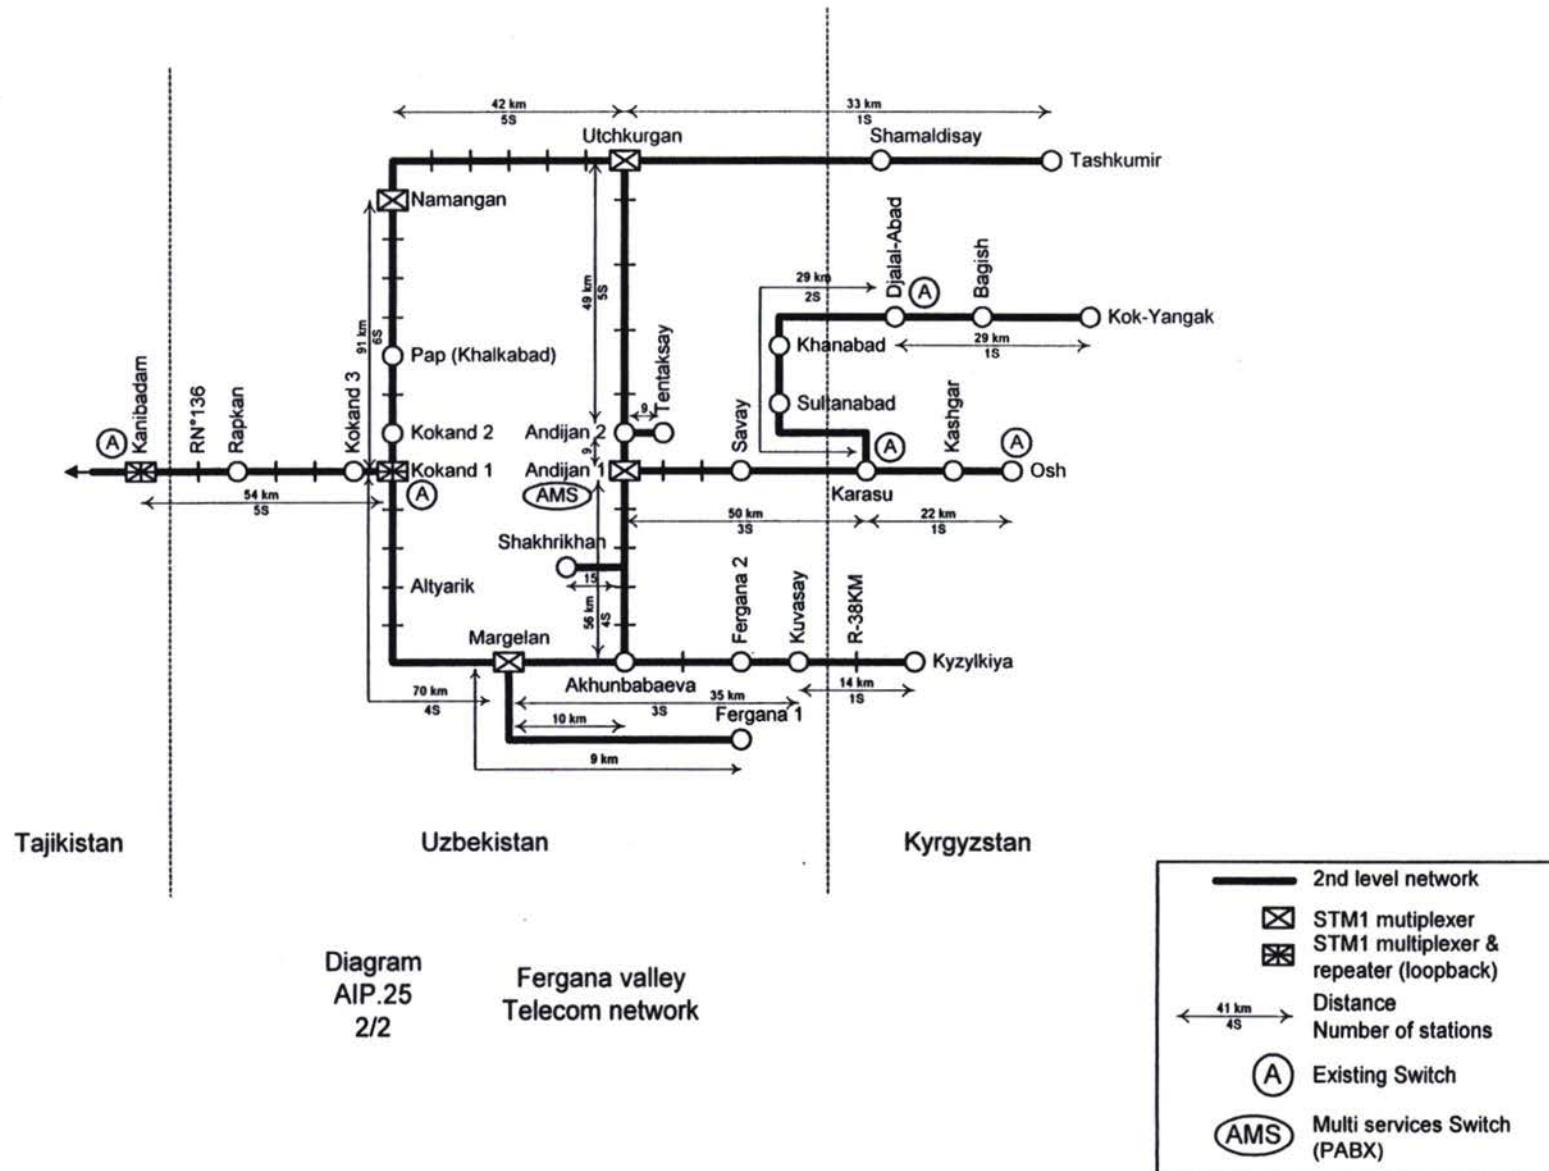 42 km
5S
33 km
1S
Utchkurgan
Shamaldisay
Tashkumir
Namangan
91 km
6S
49 km
5S
29 km
2S
Djalal-Abad
A
Bagish
Kok-Yangak
29 km
1S
Khanabad
Pap (Khalkabad)
Sultanabad
Kokand 2
Andijan 2
9
Tentaksay
9
A
Kanibadam
RN°136
Rapkan
Kokand 3
Kokand 1
A
54 km
5S
Andijan 1
AMS
Savay
A
Karasu
Kashgar
A
Osh
50 km
3S
22 km
1S
Shakhrikhan
15
56 km
4S
Altyarik
Margelan
Akhunbabaeva
Fergana 2
Kuvasay
R-38KM
Kyzylkiya
70 km
4S
35 km
3S
14 km
1S
10 km
Fergana 1
9 km
Tajikistan
Uzbekistan
Kyrgyzstan
Diagram
AIP.25
2/2
Fergana valley
Telecom network
2nd level network
STM1 mutiplexer
STM1 multiplexer &
repeater (loopback)
41 km
4S
Distance
Number of stations
A
Existing Switch
AMS
Multi services Switch
(PABX)